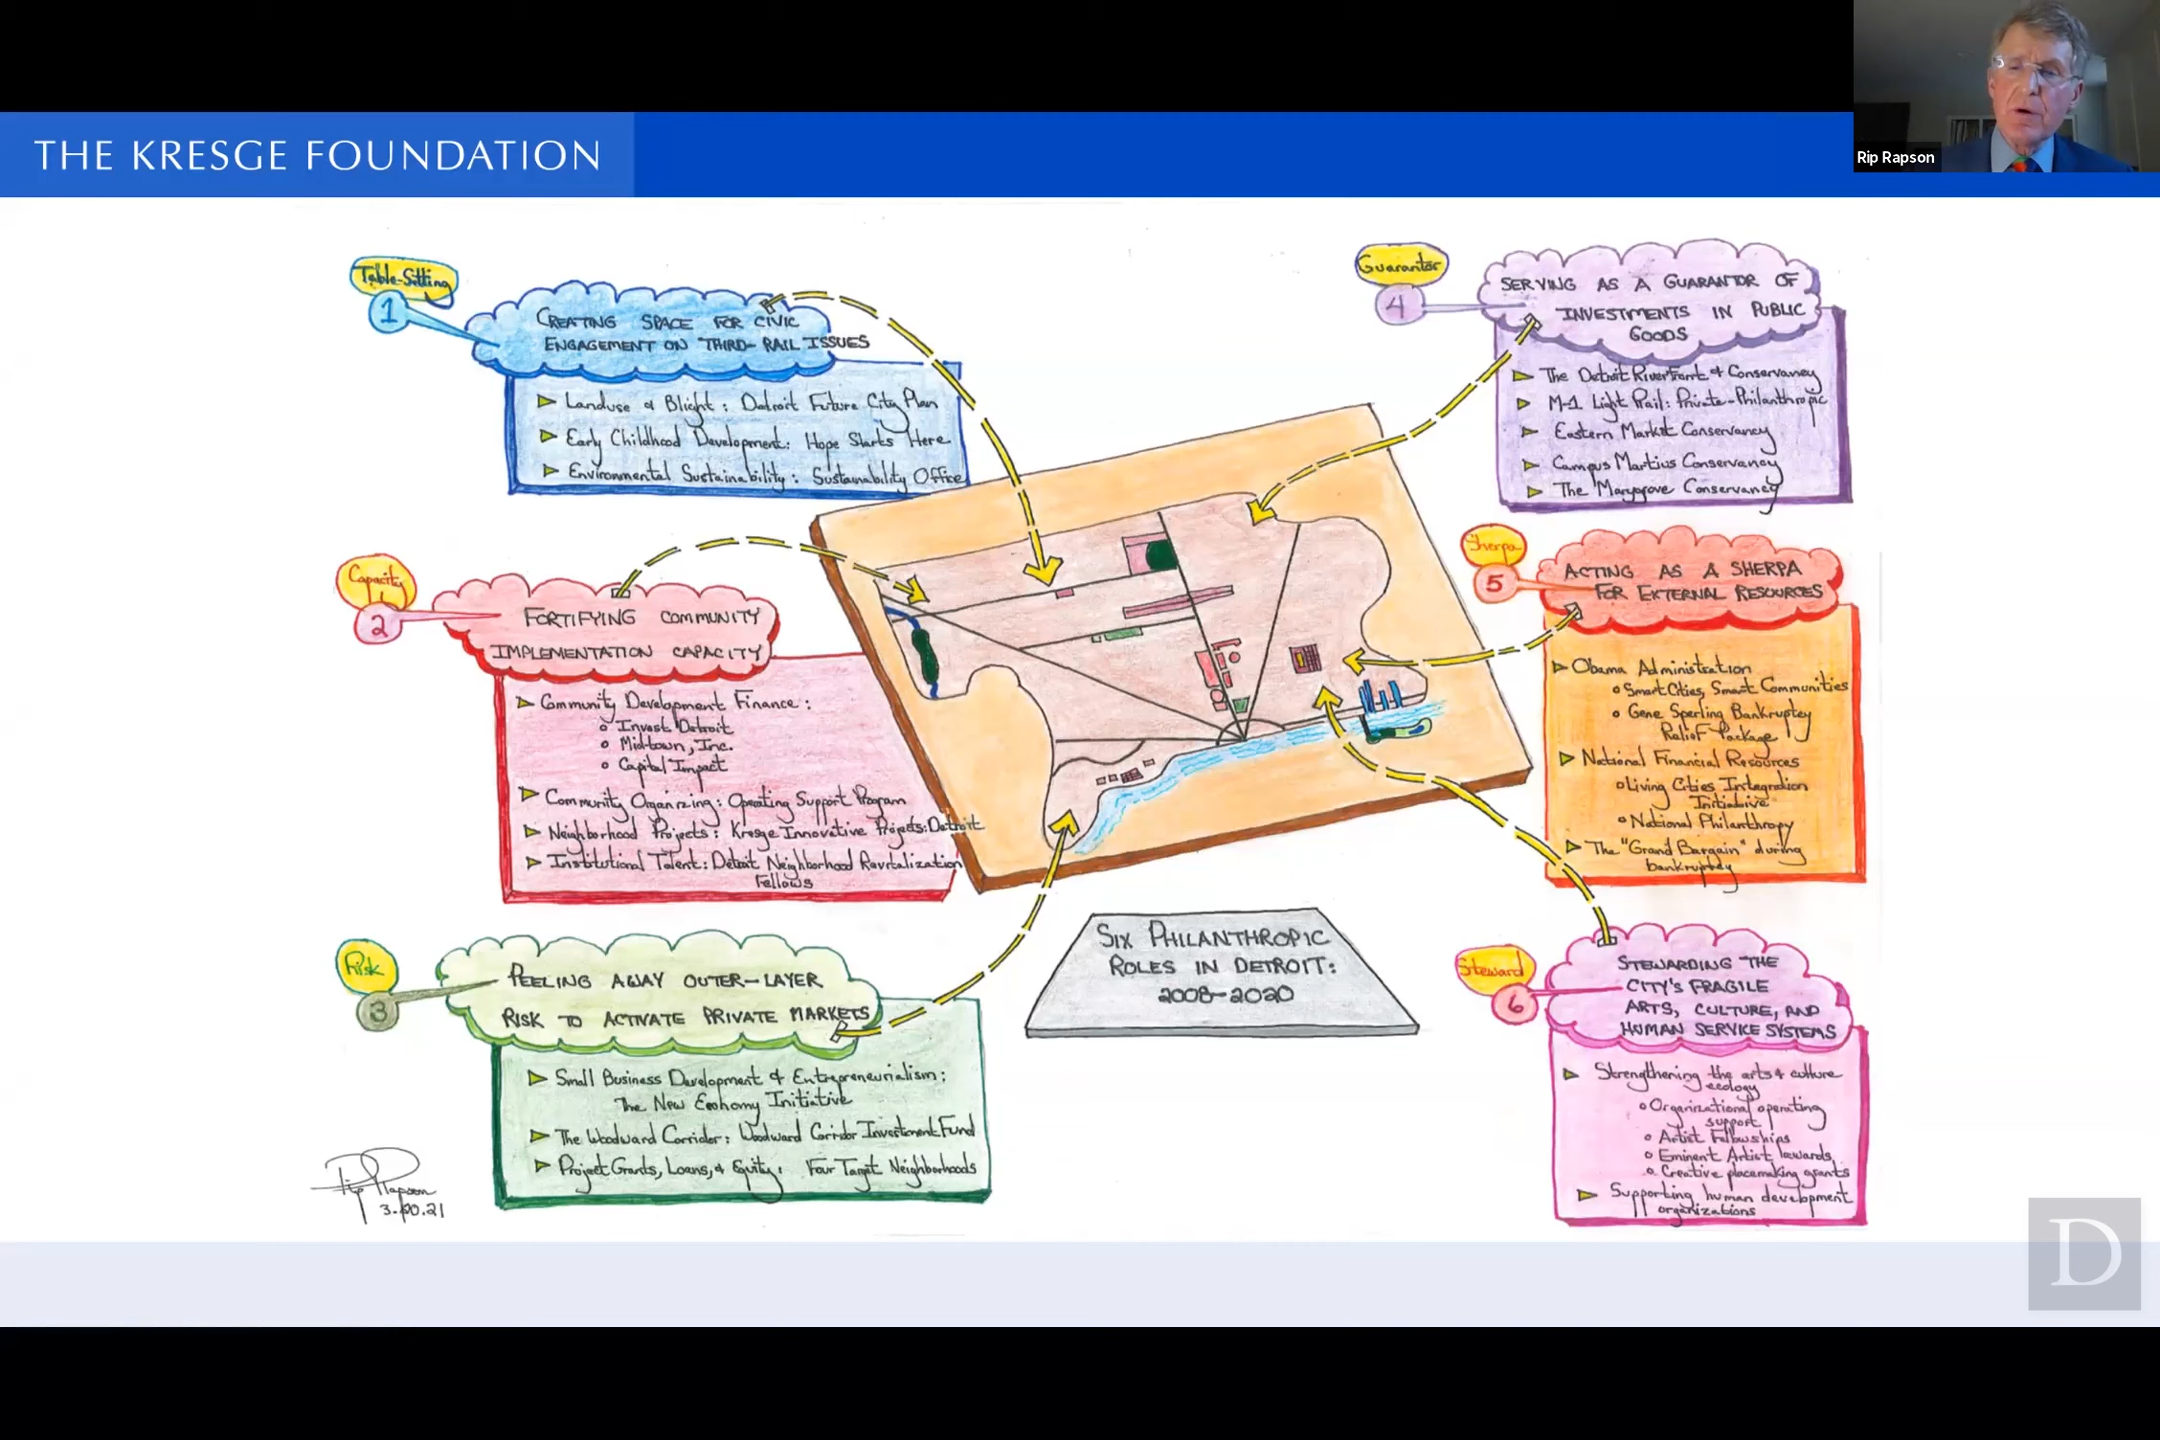 THE KRESGE FOUNDATION
Rip Rapson
Table-Setting
1
CREATING SPACE FOR CIVIC
ENGAGEMENT ON THIRD-RAIL ISSUES
Landuse & Blight: Detroit Future City Plan
Early Childhood Development: Hope Starts Here
Environmental Sustainability: Sustainability Office
Capacity
2
FORTIFYING COMMUNITY
IMPLEMENTATION CAPACITY
Community Development Finance:
Invest Detroit
Midtown, Inc.
Capital Impact
Community Organizing: Operating Support Program
Neighborhood Projects: Kresge Innovative Projects: Detroit
Institutional Talent: Detroit Neighborhood Revitalization
Fellows
Risk
3
PEELING AWAY OUTER-LAYER
RISK TO ACTIVATE PRIVATE MARKETS
Small Business Development & Entrepreneurialism:
The New Economy Initiative
The Woodward Corridor: Woodward Corridor Investment Fund
Project Grants, Loans, & Equity: Four Target Neighborhoods
Rip Rapson
3.20.21
SIX PHILANTHROPIC
ROLES IN DETROIT:
2008-2020
Guarantor
4
SERVING AS A GUARANTOR OF
INVESTMENTS IN PUBLIC
GOODS
The Detroit RiverFront & Conservancy
M-1 Light Rail: Private-Philanthropic
Eastern Market Conservancy
Campus Martius Conservancy
The Marygrove Conservancy
Sherpa
5
ACTING AS A SHERPA
FOR EXTERNAL RESOURCES
Obama Administration
Smart Cities, Smart Communities
Gene Sperling Bankruptcy
Relief Package
National Financial Resources
Living Cities Integration
Initiative
National Philanthropy
The "Grand Bargain" during
bankruptcy
Steward
6
STEWARDING THE
CITY'S FRAGILE
ARTS, CULTURE, AND
HUMAN SERVICE SYSTEMS
Strengthening the arts & culture
ecology
Organizational operating
support
Artist Fellowships
Eminent Artist Awards
Creative placemaking grants
Supporting human development
organizations
D